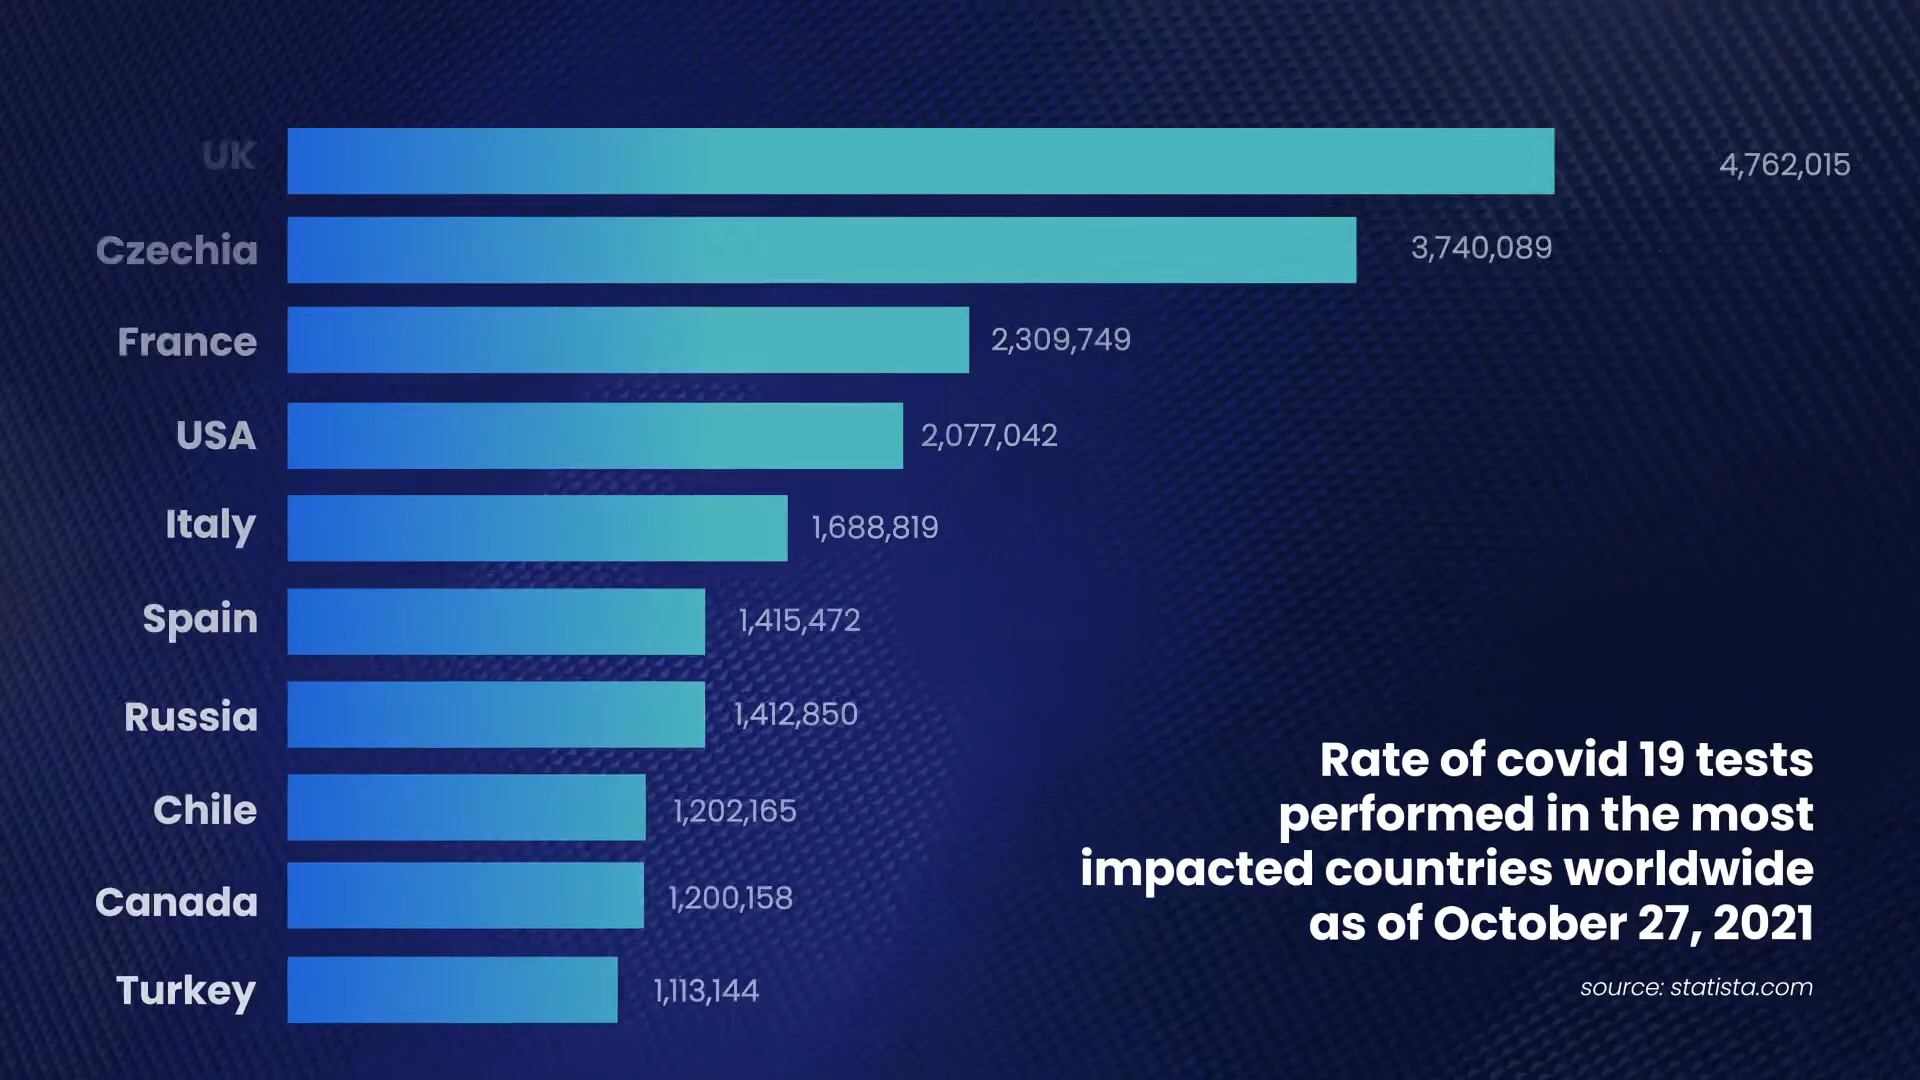 UK 4,762,015
Czechia 3,740,089
France 2,309,749
USA 2,077,042
Italy 1,688,819
Spain 1,415,472
Russia 1,412,850
Chile 1,202,165
Canada 1,200,158
Turkey 1,113,144
Rate of covid 19 tests
performed in the most
impacted countries worldwide
as of October 27, 2021
source: statista.com